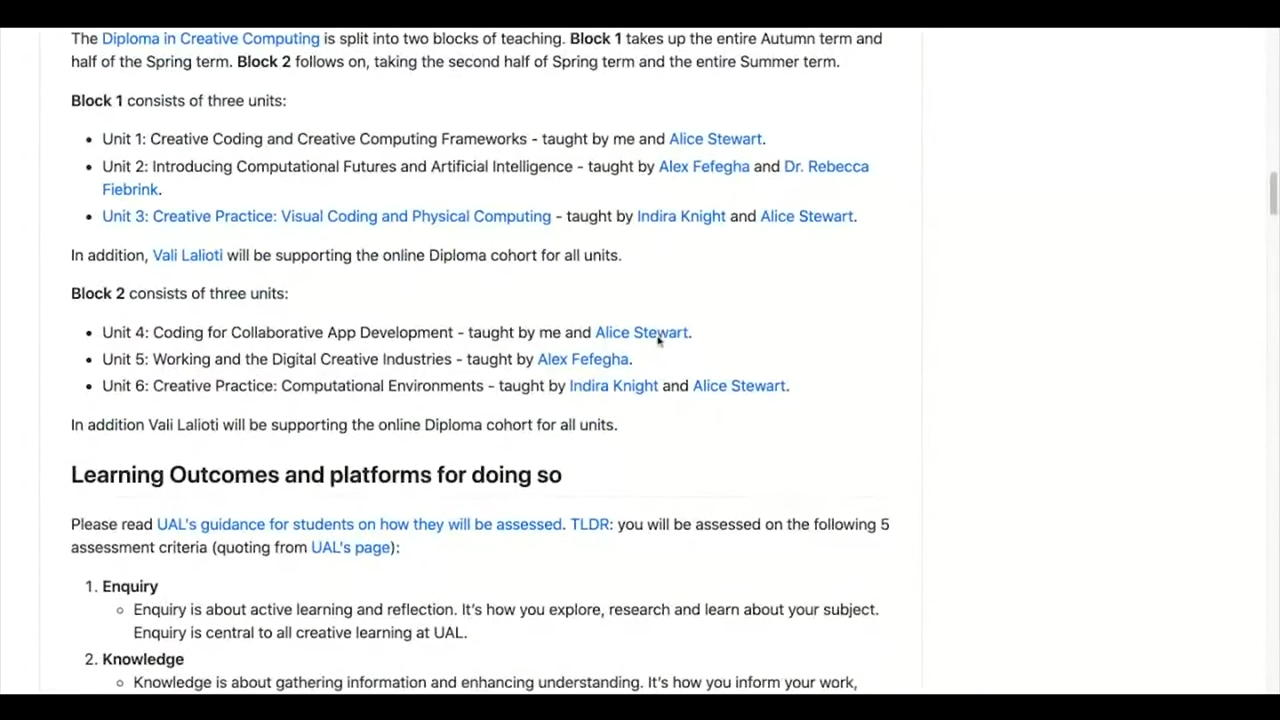 The Diploma in Creative Computing is split into two blocks of teaching. Block 1 takes up the entire Autumn term and
half of the Spring term. Block 2 follows on, taking the second half of Spring term and the entire Summer term.
Block 1 consists of three units:
• Unit 1: Creative Coding and Creative Computing Frameworks - taught by me and Alice Stewart.
• Unit 2: Introducing Computational Futures and Artificial Intelligence - taught by Alex Fefegha and Dr. Rebecca
Fiebrink.
• Unit 3: Creative Practice: Visual Coding and Physical Computing - taught by Indira Knight and Alice Stewart.
In addition, Vali Lalioti will be supporting the online Diploma cohort for all units.
Block 2 consists of three units:
• Unit 4: Coding for Collaborative App Development - taught by me and Alice Stewart.
• Unit 5: Working and the Digital Creative Industries - taught by Alex Fefegha.
• Unit 6: Creative Practice: Computational Environments - taught by Indira Knight and Alice Stewart.
In addition Vali Lalioti will be supporting the online Diploma cohort for all units.
Learning Outcomes and platforms for doing so
Please read UAL's guidance for students on how they will be assessed. TLDR: you will be assessed on the following 5
assessment criteria (quoting from UAL's page):
1. Enquiry
○ Enquiry is about active learning and reflection. It's how you explore, research and learn about your subject.
Enquiry is central to all creative learning at UAL.
2. Knowledge
○ Knowledge is about gathering information and enhancing understanding. It's how you inform your work,